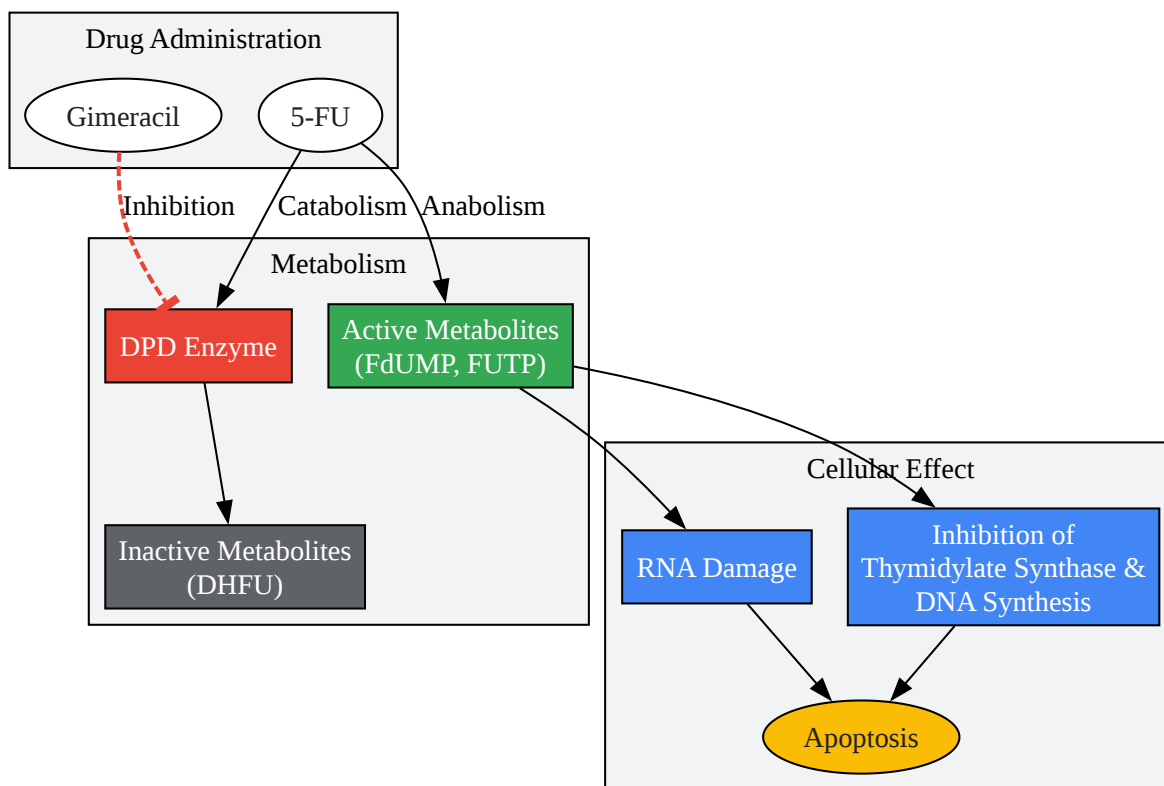 Drug Administration
Gimeracil
5-FU
Inhibition
Catabolism
Anabolism
Metabolism
DPD Enzyme
Active Metabolites
(FdUMP, FUTP)
Inactive Metabolites
(DHFU)
Cellular Effect
RNA Damage
Inhibition of
Thymidylate Synthase &
DNA Synthesis
Apoptosis